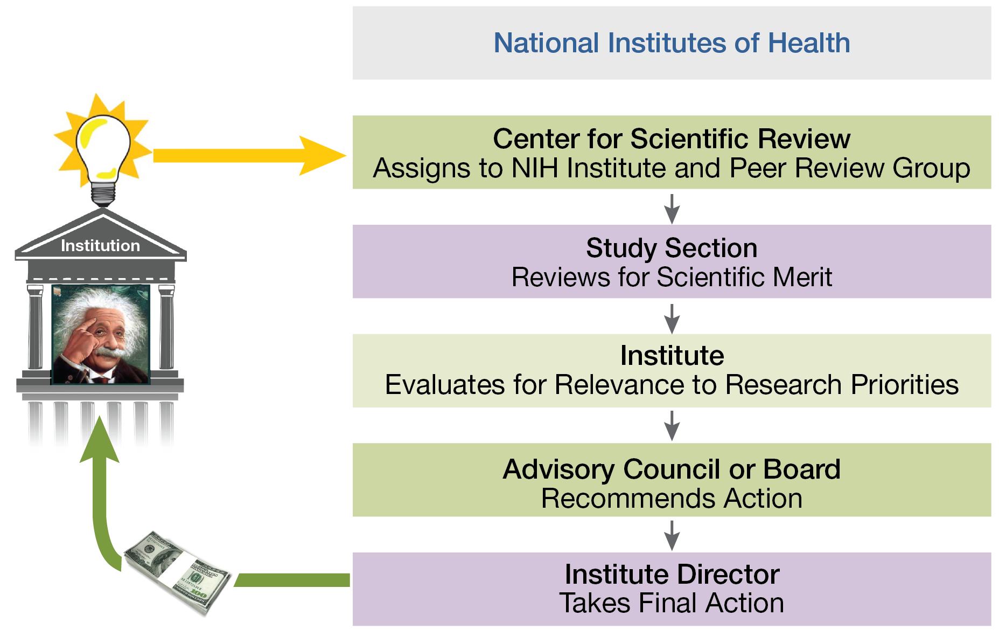 National Institutes of Health
Center for Scientific Review
Assigns to NIH Institute and Peer Review Group
Institution
Study Section
Reviews for Scientific Merit
Institute
Evaluates for Relevance to Research Priorities
Advisory Council or Board
Recommends Action
Institute Director
Takes Final Action
100